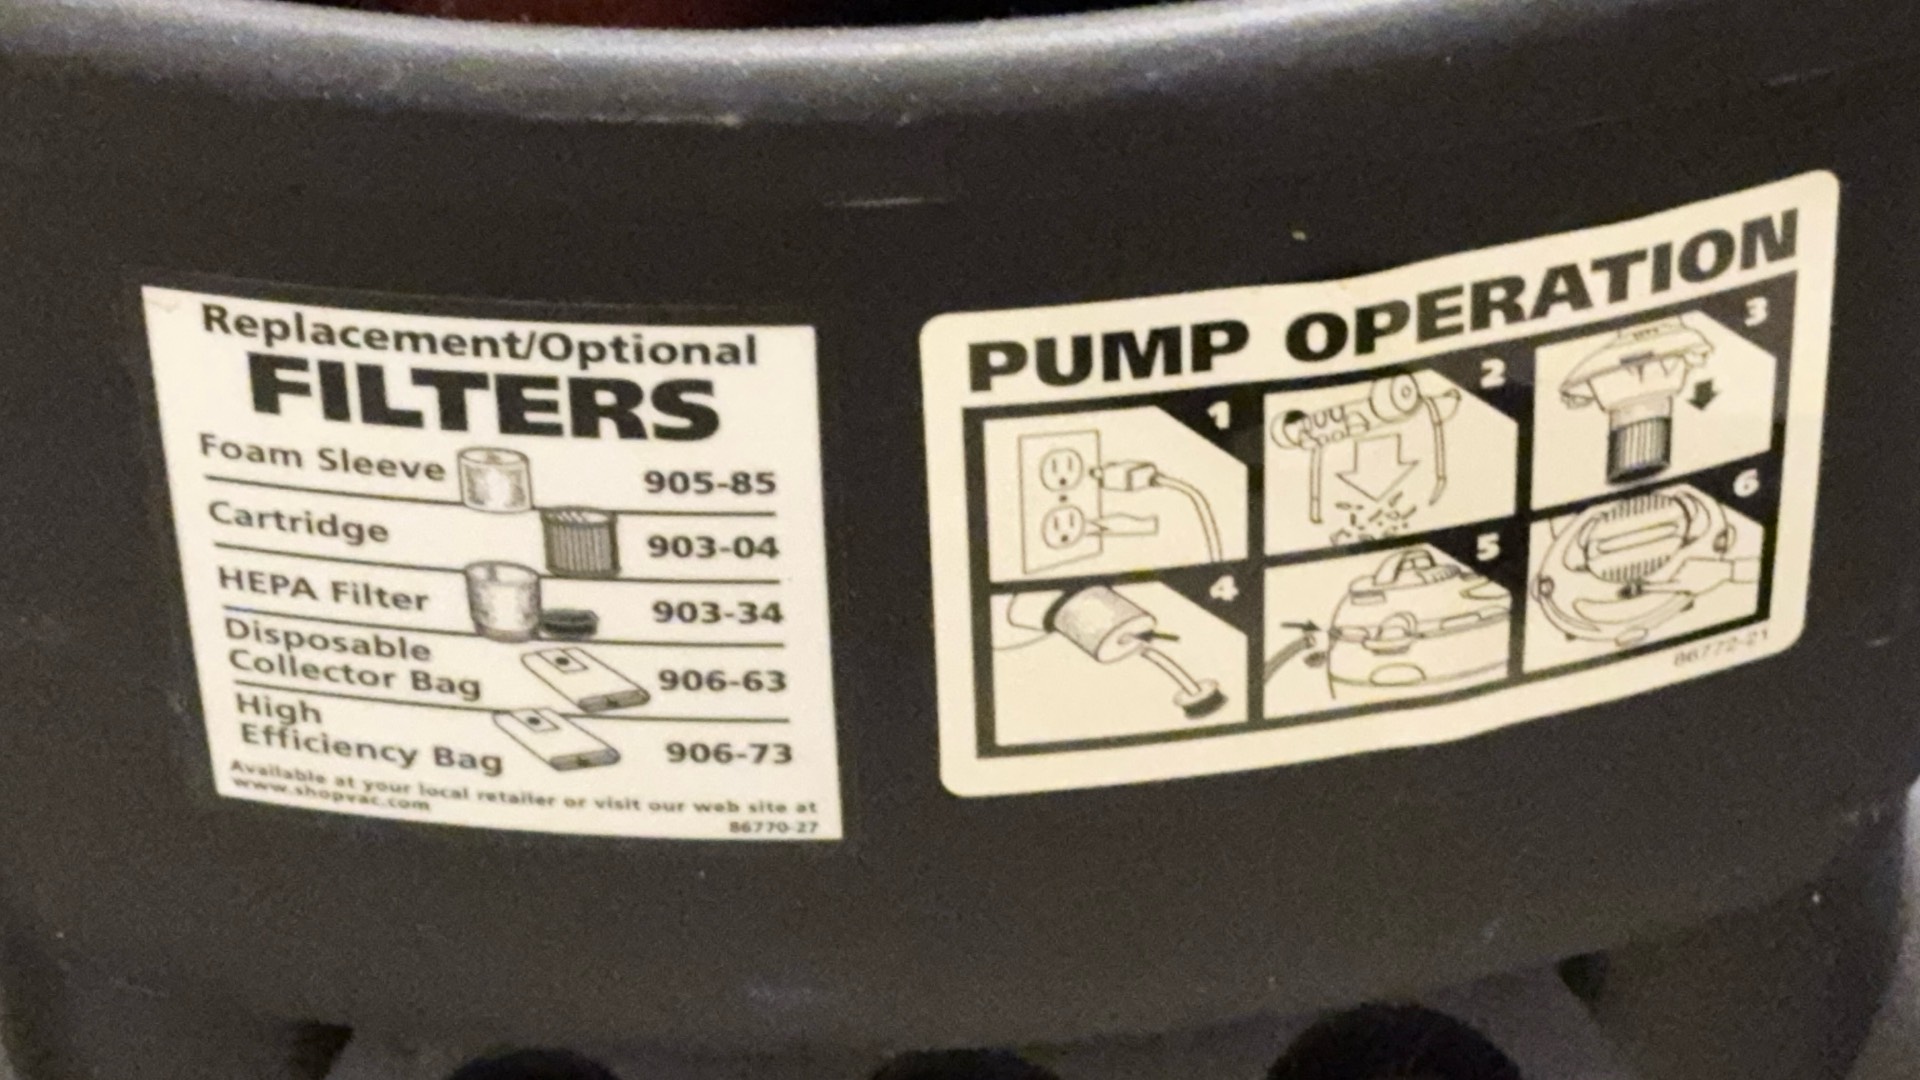 Replacement/Optional
FILTERS
Foam Sleeve 905-85
Cartridge 903-04
HEPA Filter 903-34
Disposable
Collector Bag 906-63
High
Efficiency Bag 906-73
Available at your local retailer or visit our web site at
www.shopvac.com
86770-27
PUMP OPERATION
1
2
3
4
5
6
86772-21